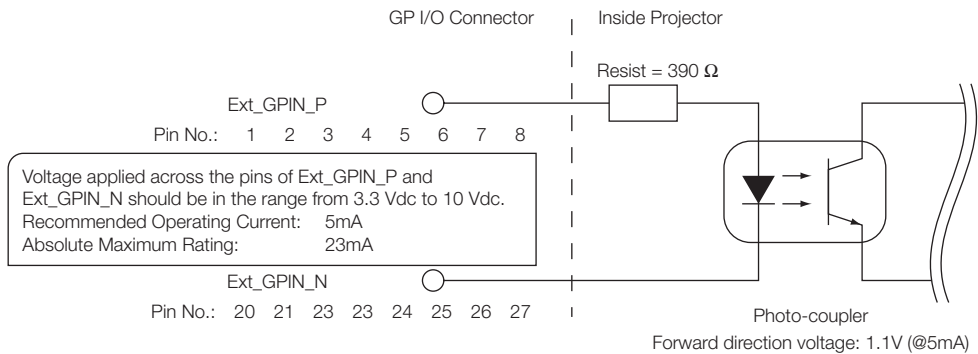 GP I/O Connector
Inside Projector
Resist = 390 Ω
Ext_GPIN_P
Pin No.: 1 2 3 4 5 6 7 8
Voltage applied across the pins of Ext_GPIN_P and
Ext_GPIN_N should be in the range from 3.3 Vdc to 10 Vdc.
Recommended Operating Current: 5mA
Absolute Maximum Rating: 23mA
Ext_GPIN_N
Pin No.: 20 21 23 23 24 25 26 27
Photo-coupler
Forward direction voltage: 1.1V (@5mA)